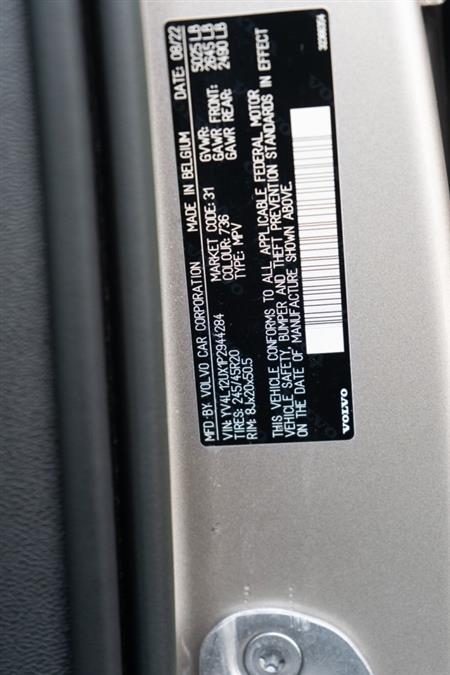 MFD BY: VOLVO CAR CORPORATION MADE IN BELGIUM DATE: 08/22
VIN: YV4L12UX1P2944284 MARKET CODE: 31 GVWR: 5025 LB
TIRES: 245/45R20 COLOUR: 736 GAWR FRONT: 2645 LB
RIM: 8Jx20x50.5 TYPE: MPV GAWR REAR: 2490 LB
THIS VEHICLE CONFORMS TO ALL APPLICABLE FEDERAL MOTOR
VEHICLE SAFETY, BUMPER AND THEFT PREVENTION STANDARDS IN EFFECT
ON THE DATE OF MANUFACTURE SHOWN ABOVE.
VOLVO